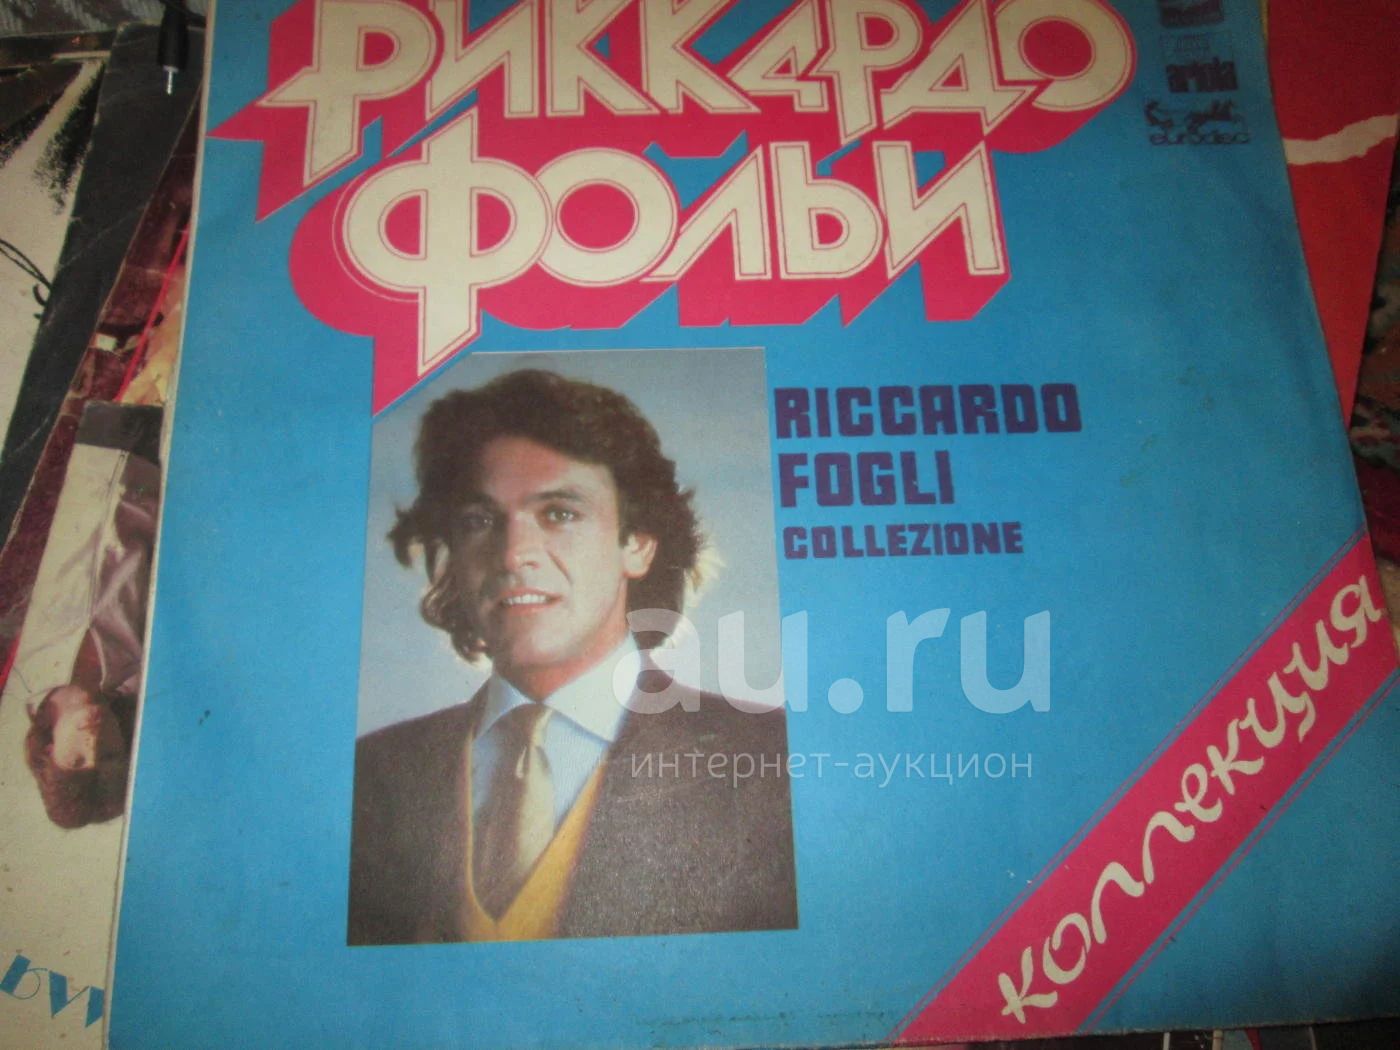 РИККАРДО
ФОЛЬИ
ariola
eurodisc
RICCARDO
FOGLI
COLLEZIONE
КОЛЛЕКЦИЯ
au.ru
интернет-аукцион